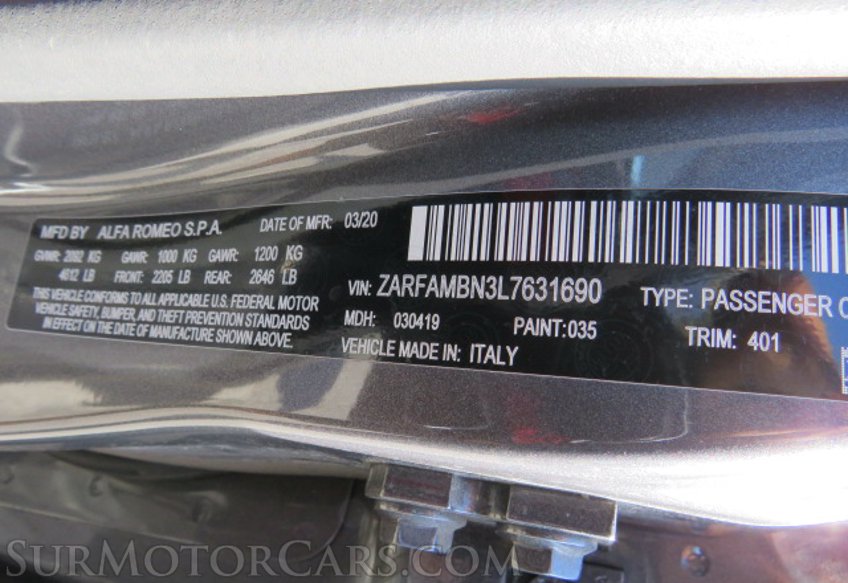 MFD BY ALFA ROMEO S.P.A. DATE OF MFR: 03/20
GVWR: 2092 KG GAWR: 1000 KG GAWR: 1200 KG
4612 LB FRONT: 2205 LB REAR: 2646 LB
THIS VEHICLE CONFORMS TO ALL APPLICABLE U.S. FEDERAL MOTOR
VEHICLE SAFETY, BUMPER, AND THEFT PREVENTION STANDARDS
IN EFFECT ON THE DATE OF MANUFACTURE SHOWN ABOVE.
VIN: ZARFAMBN3L7631690 TYPE: PASSENGER C
MDH: 030419 PAINT:035 TRIM: 401
VEHICLE MADE IN: ITALY
SURMOTORCARS.COM